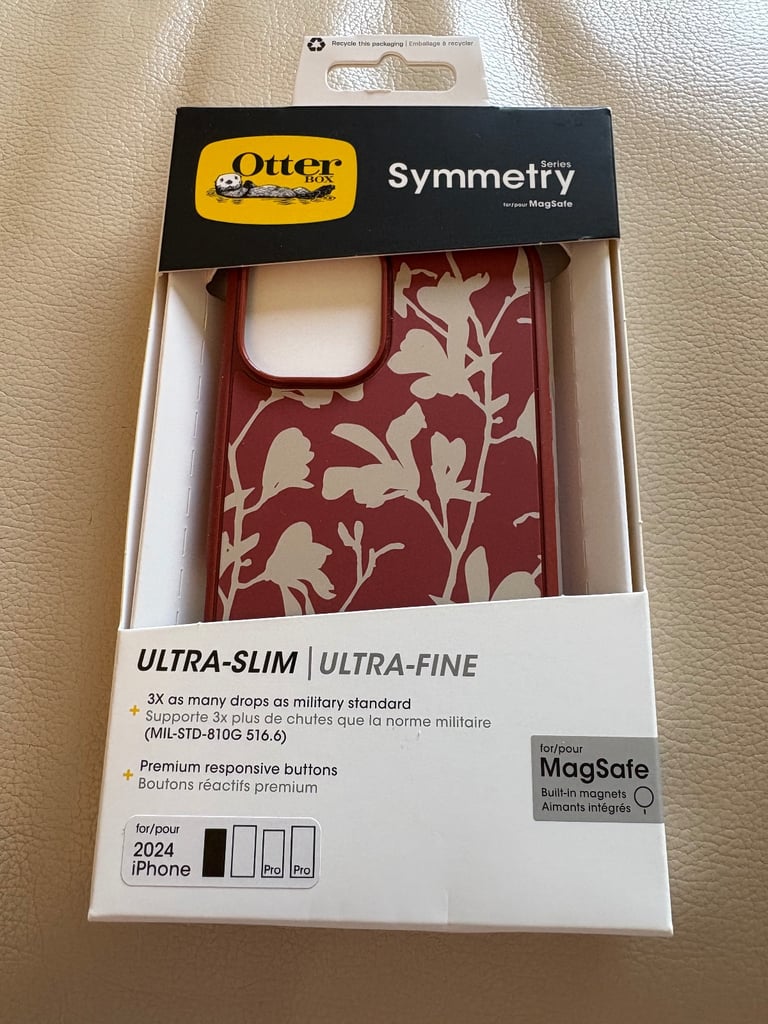 Recycle this packaging | Emballage à recycler
Otter
BOX
Series
Symmetry
for/pour MagSafe
ULTRA-SLIM | ULTRA-FINE
+ 3X as many drops as military standard
Supporte 3x plus de chutes que la norme militaire
(MIL-STD-810G 516.6)
+ Premium responsive buttons
Boutons réactifs premium
for/pour
MagSafe
Built-in magnets
Aimants intégrés
for/pour
2024
iPhone
Pro Pro